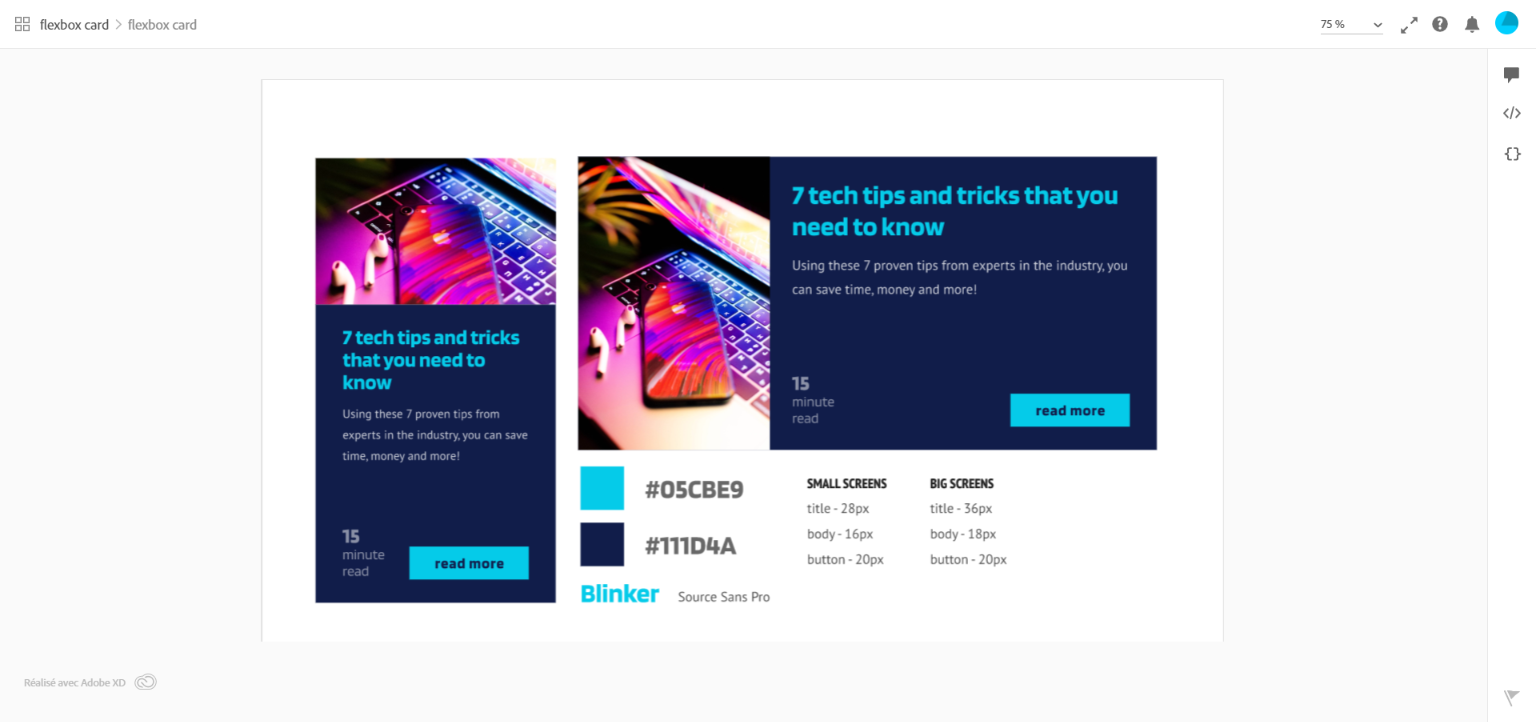 flexbox card > flexbox card
75 %
7 tech tips and tricks
that you need to
know
Using these 7 proven tips from
experts in the industry, you can save
time, money and more!
15
minute
read
read more
7 tech tips and tricks that you
need to know
Using these 7 proven tips from experts in the industry, you
can save time, money and more!
15
minute
read
read more
#05CBE9
#111D4A
Blinker Source Sans Pro
SMALL SCREENS
title - 28px
body - 16px
button - 20px
BIG SCREENS
title - 36px
body - 18px
button - 20px
Réalisé avec Adobe XD